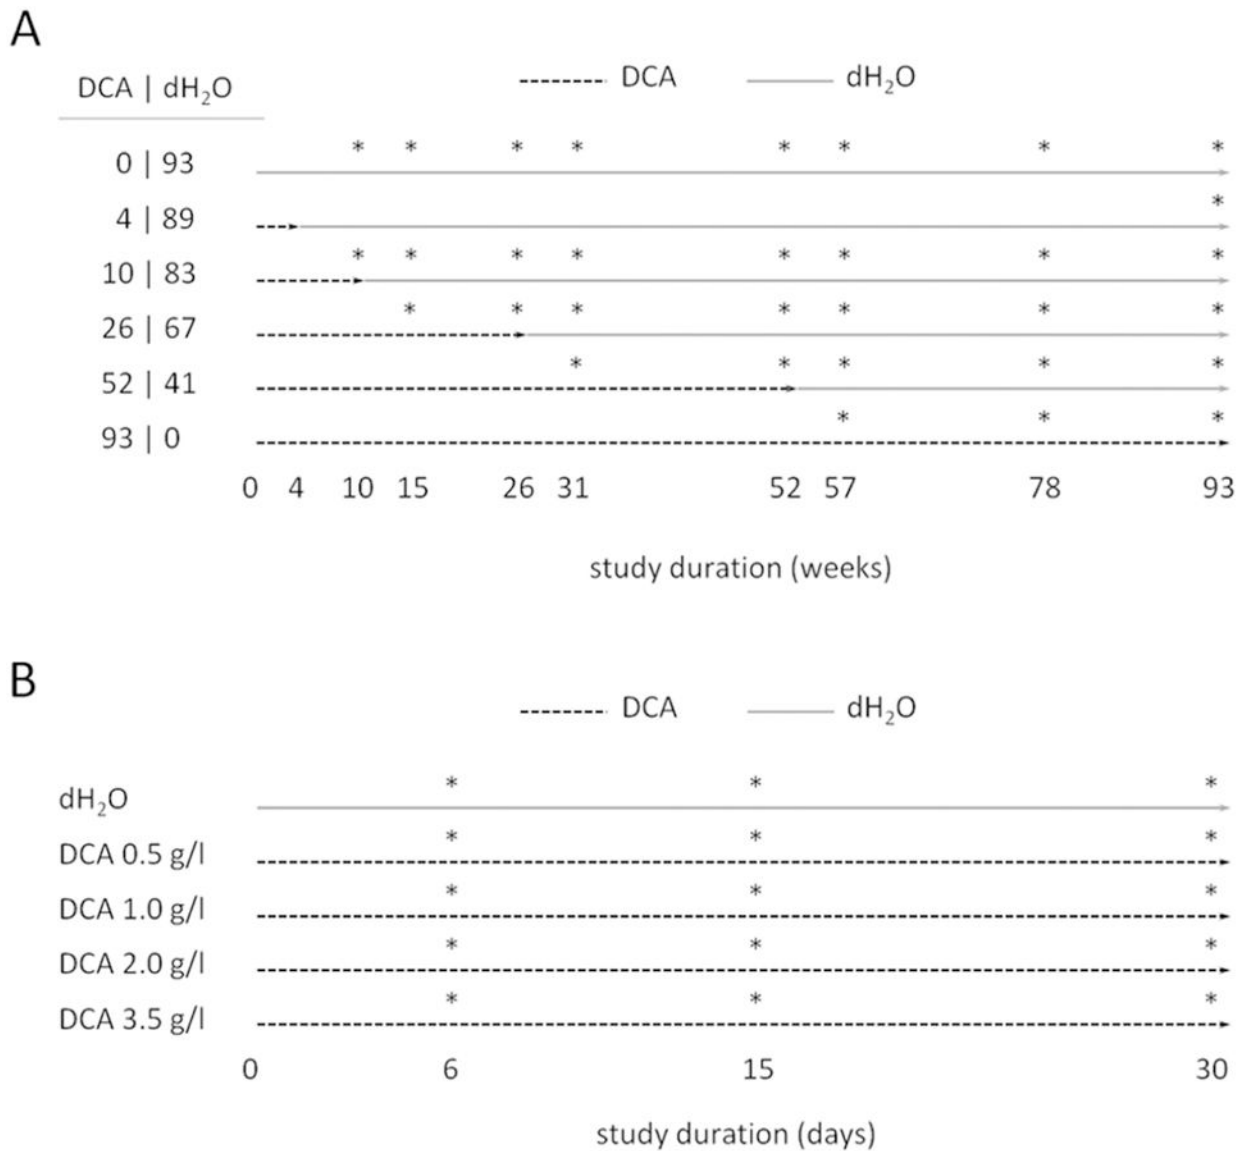 A
DCA | dH₂O
DCA
dH₂O
0 | 93
* * * * * * * *
4 | 89
*
10 | 83
* * * * * * * *
26 | 67
* * * * * * *
52 | 41
* * * * *
93 | 0
* * *
0 4 10 15 26 31 52 57 78 93
study duration (weeks)
B
DCA
dH₂O
dH₂O
* * *
DCA 0.5 g/l
* * *
DCA 1.0 g/l
* * *
DCA 2.0 g/l
* * *
DCA 3.5 g/l
* * *
0 6 15 30
study duration (days)